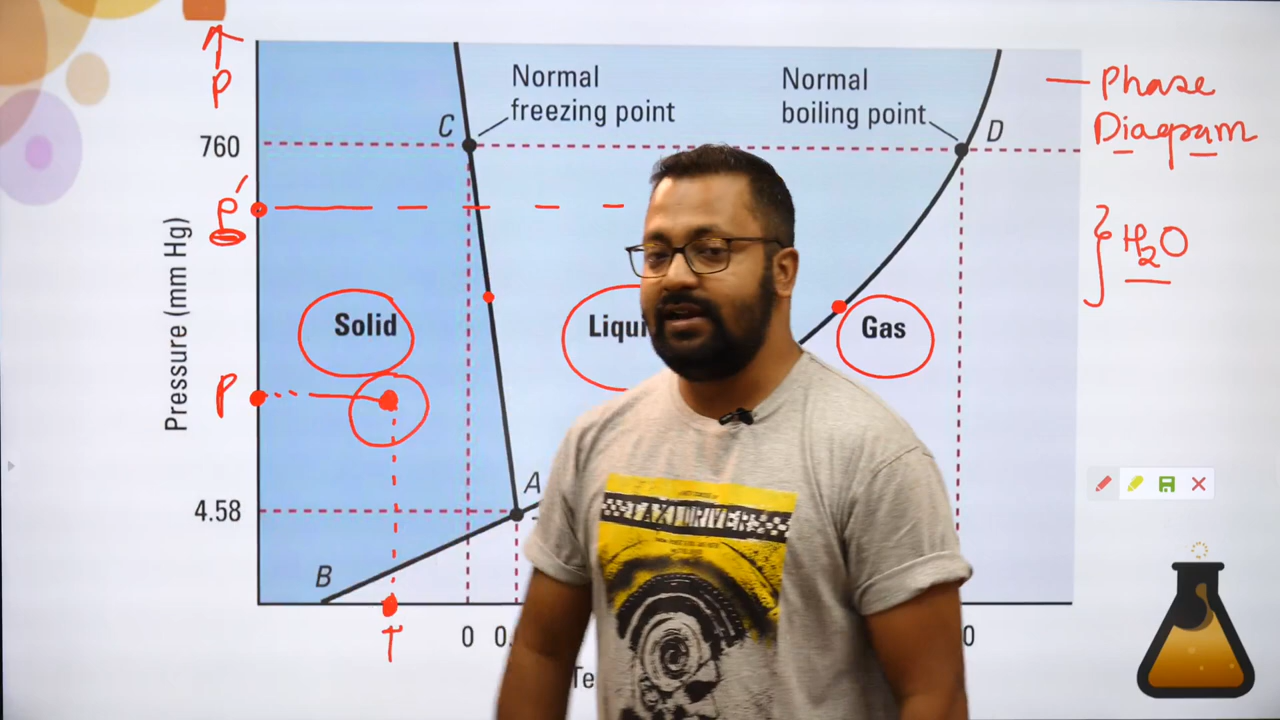 P
Normal
freezing point
Normal
boiling point
C
D
Phase
Diagram
760
P′
H₂O
Pressure (mm Hg)
Solid
Liqui
Gas
P
4.58
A
B
TAXI DRIVER
T
0 0.
0
Te